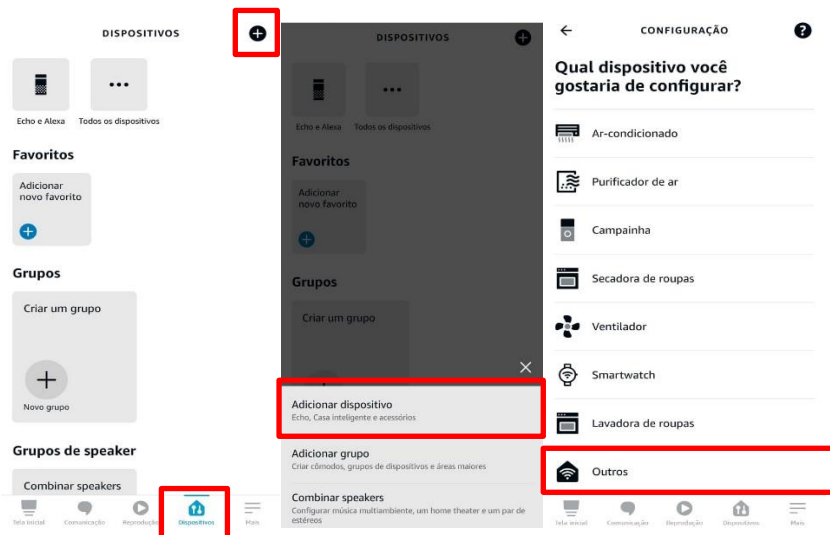 DISPOSITIVOS
Echo e Alexa
Todos os dispositivos
Favoritos
Adicionar
novo favorito
Grupos
Criar um grupo
Novo grupo
Grupos de speaker
Combinar speakers
Tela inicial
Comunicação
Reprodução
Dispositivos
Mais
DISPOSITIVOS
Echo e Alexa
Todos os dispositivos
Favoritos
Adicionar
novo favorito
Grupos
Criar um grupo
Adicionar dispositivo
Echo, Casa inteligente e acessórios
Adicionar grupo
Criar cômodos, grupos de dispositivos e áreas maiores
Combinar speakers
Configurar música multiambiente, um home theater e um par de
estéreos
CONFIGURAÇÃO
Qual dispositivo você
gostaria de configurar?
Ar-condicionado
Purificador de ar
Campainha
Secadora de roupas
Ventilador
Smartwatch
Lavadora de roupas
Outros
Tela inicial
Comunicação
Reprodução
Dispositivos
Mais